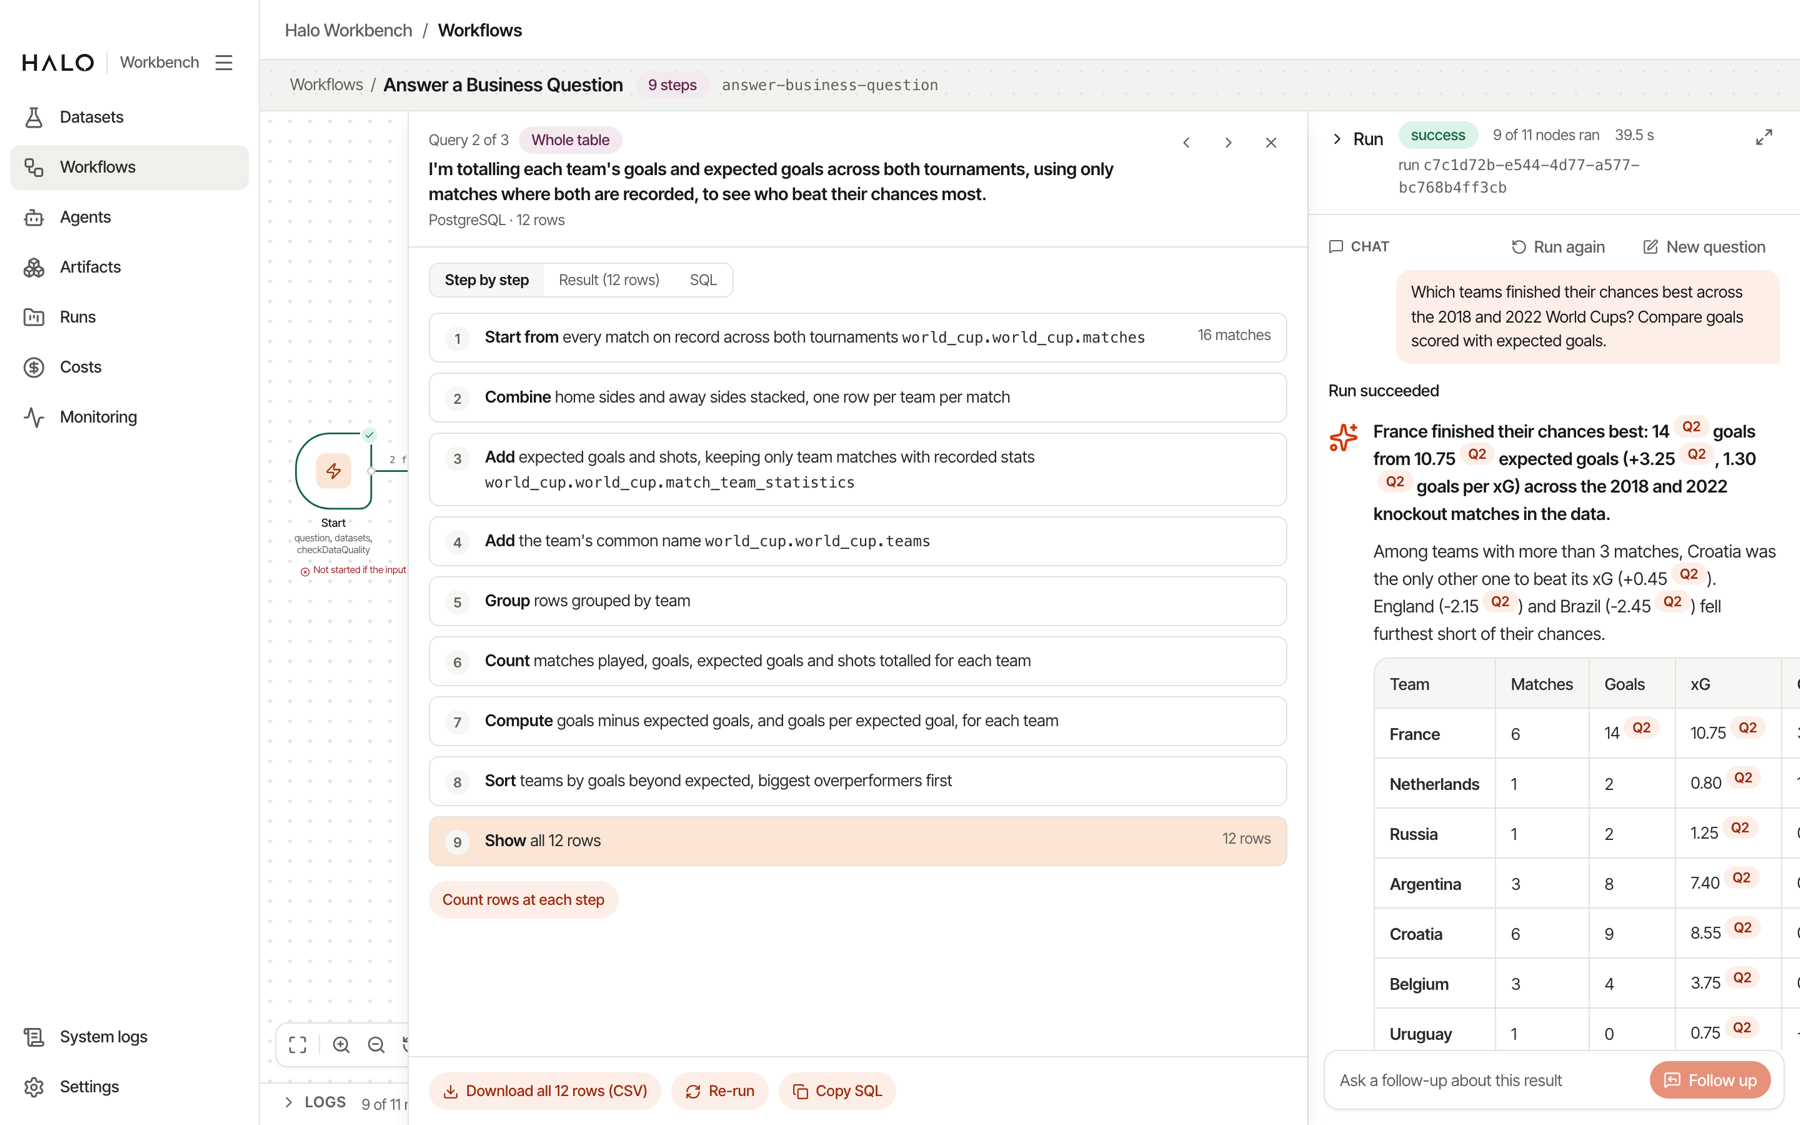 HALO Workbench
Datasets
Workflows
Agents
Artifacts
Runs
Costs
Monitoring
System logs
Settings
Halo Workbench / Workflows
Workflows / Answer a Business Question 9 steps answer-business-question
2 f
Start
question, datasets,
checkDataQuality
Not started if the input
LOGS 9 of 11 r
Query 2 of 3 Whole table
I'm totalling each team's goals and expected goals across both tournaments, using only
matches where both are recorded, to see who beat their chances most.
PostgreSQL · 12 rows
Step by step Result (12 rows) SQL
1 Start from every match on record across both tournaments world_cup.world_cup.matches 16 matches
2 Combine home sides and away sides stacked, one row per team per match
3 Add expected goals and shots, keeping only team matches with recorded stats
world_cup.world_cup.match_team_statistics
4 Add the team's common name world_cup.world_cup.teams
5 Group rows grouped by team
6 Count matches played, goals, expected goals and shots totalled for each team
7 Compute goals minus expected goals, and goals per expected goal, for each team
8 Sort teams by goals beyond expected, biggest overperformers first
9 Show all 12 rows 12 rows
Count rows at each step
Download all 12 rows (CSV) Re-run Copy SQL
Run success 9 of 11 nodes ran 39.5 s
run c7c1d72b-e544-4d77-a577-
bc768b4ff3cb
CHAT Run again New question
Which teams finished their chances best across
the 2018 and 2022 World Cups? Compare goals
scored with expected goals.
Run succeeded
France finished their chances best: 14 Q2 goals
from 10.75 Q2 expected goals (+3.25 Q2 , 1.30
Q2 goals per xG) across the 2018 and 2022
knockout matches in the data.
Among teams with more than 3 matches, Croatia was
the only other one to beat its xG (+0.45 Q2 ).
England (-2.15 Q2 ) and Brazil (-2.45 Q2 ) fell
furthest short of their chances.
Team Matches Goals xG
France 6 14 Q2 10.75 Q2
Netherlands 1 2 0.80 Q2
Russia 1 2 1.25 Q2
Argentina 3 8 7.40 Q2
Croatia 6 9 8.55 Q2
Belgium 3 4 3.75 Q2
Uruguay 1 0 0.75 Q2
Ask a follow-up about this result Follow up